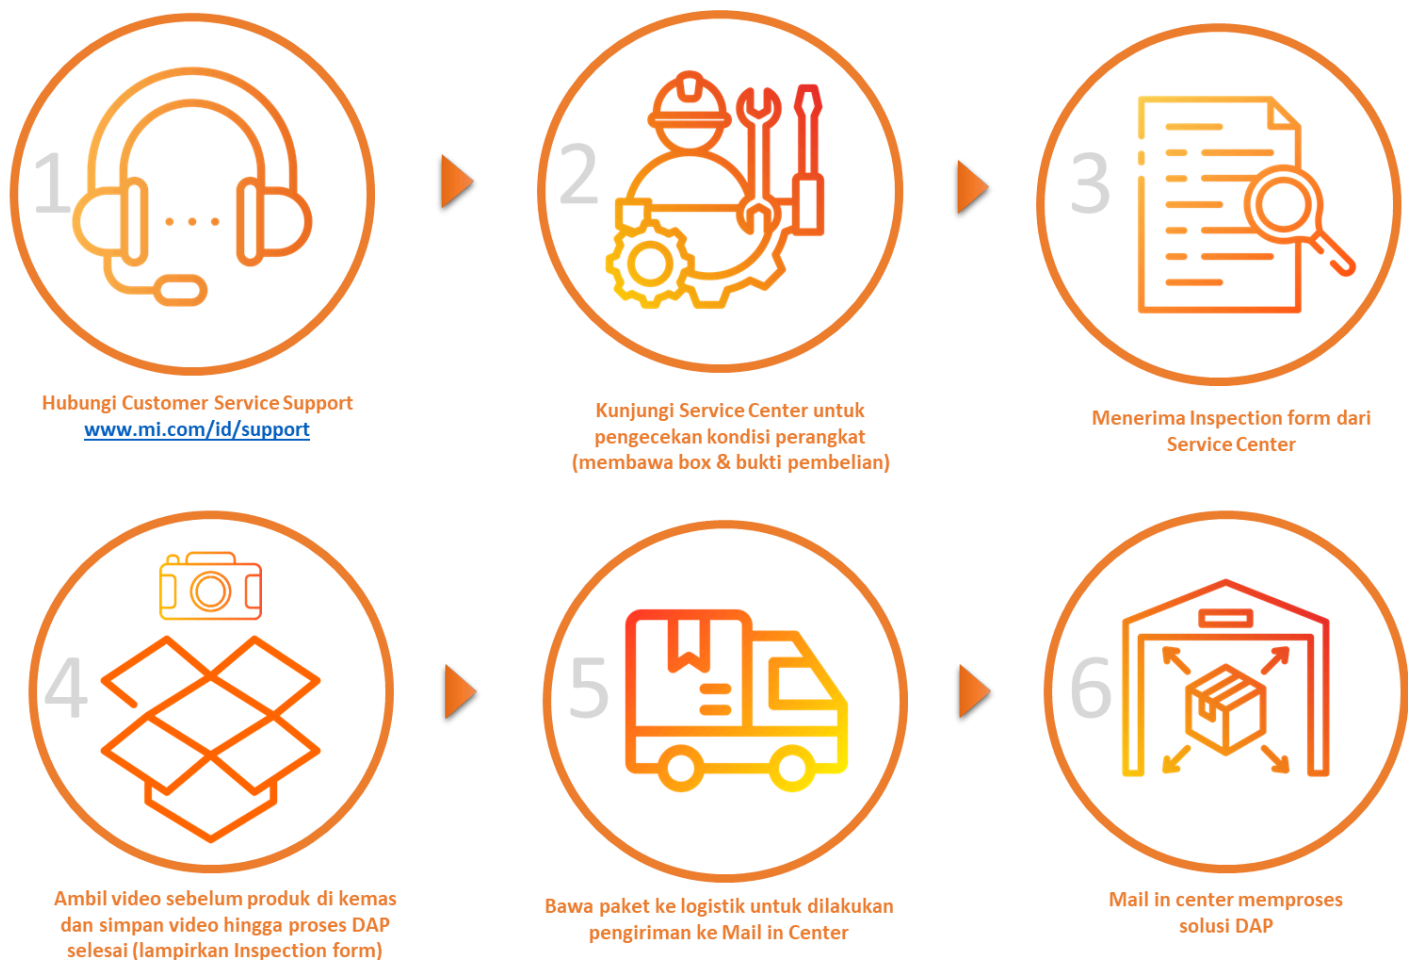 1
Hubungi Customer Service Support
www.mi.com/id/support
2
Kunjungi Service Center untuk
pengecekan kondisi perangkat
(membawa box & bukti pembelian)
3
Menerima Inspection form dari
Service Center
4
Ambil video sebelum produk di kemas
dan simpan video hingga proses DAP
selesai (lampirkan Inspection form)
5
Bawa paket ke logistik untuk dilakukan
pengiriman ke Mail in Center
6
Mail in center memproses
solusi DAP